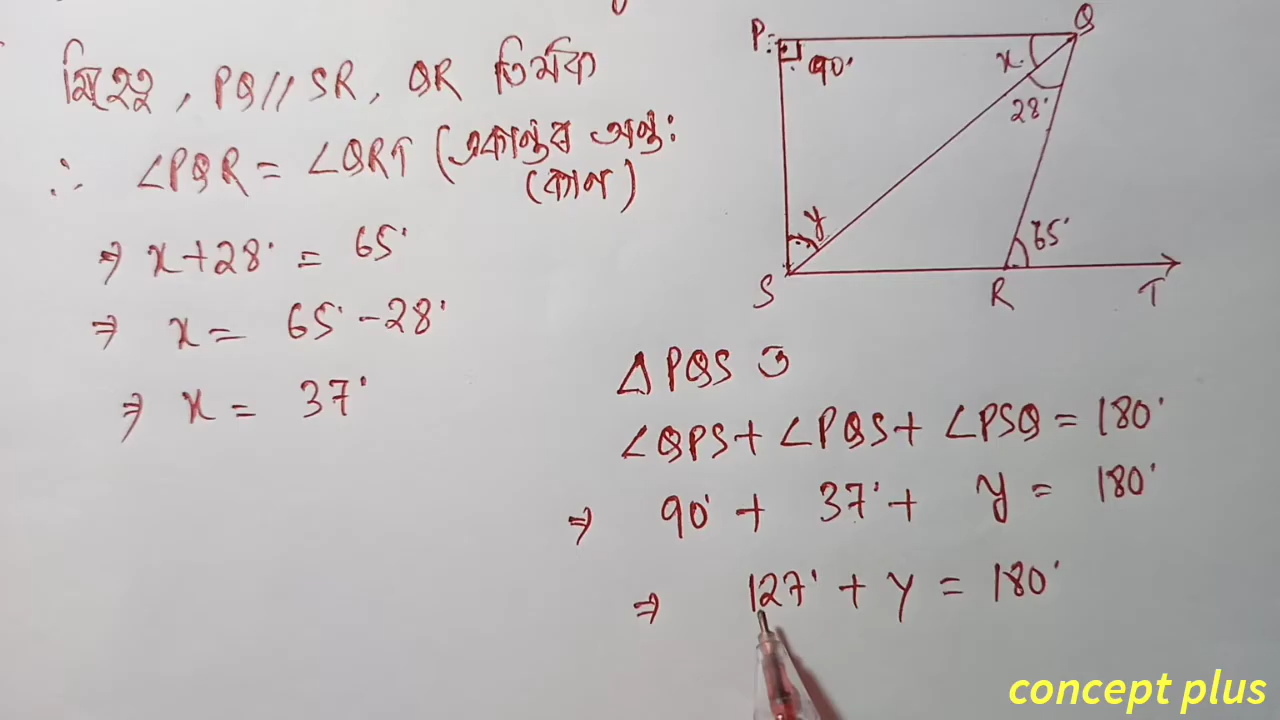 যিহেতু, PQ//SR, QR তিৰ্যক
∴ ∠PQR = ∠QRT (একান্তৰ অন্তঃ
কোণ)
⇒ x+28° = 65°
⇒ x = 65° - 28°
⇒ x = 37°
P
Q
90°
x
28°
y
65°
S
R
T
△PQS ত
∠QPS + ∠PQS + ∠PSQ = 180°
⇒ 90° + 37° + y = 180°
⇒ 127° + y = 180°
concept plus